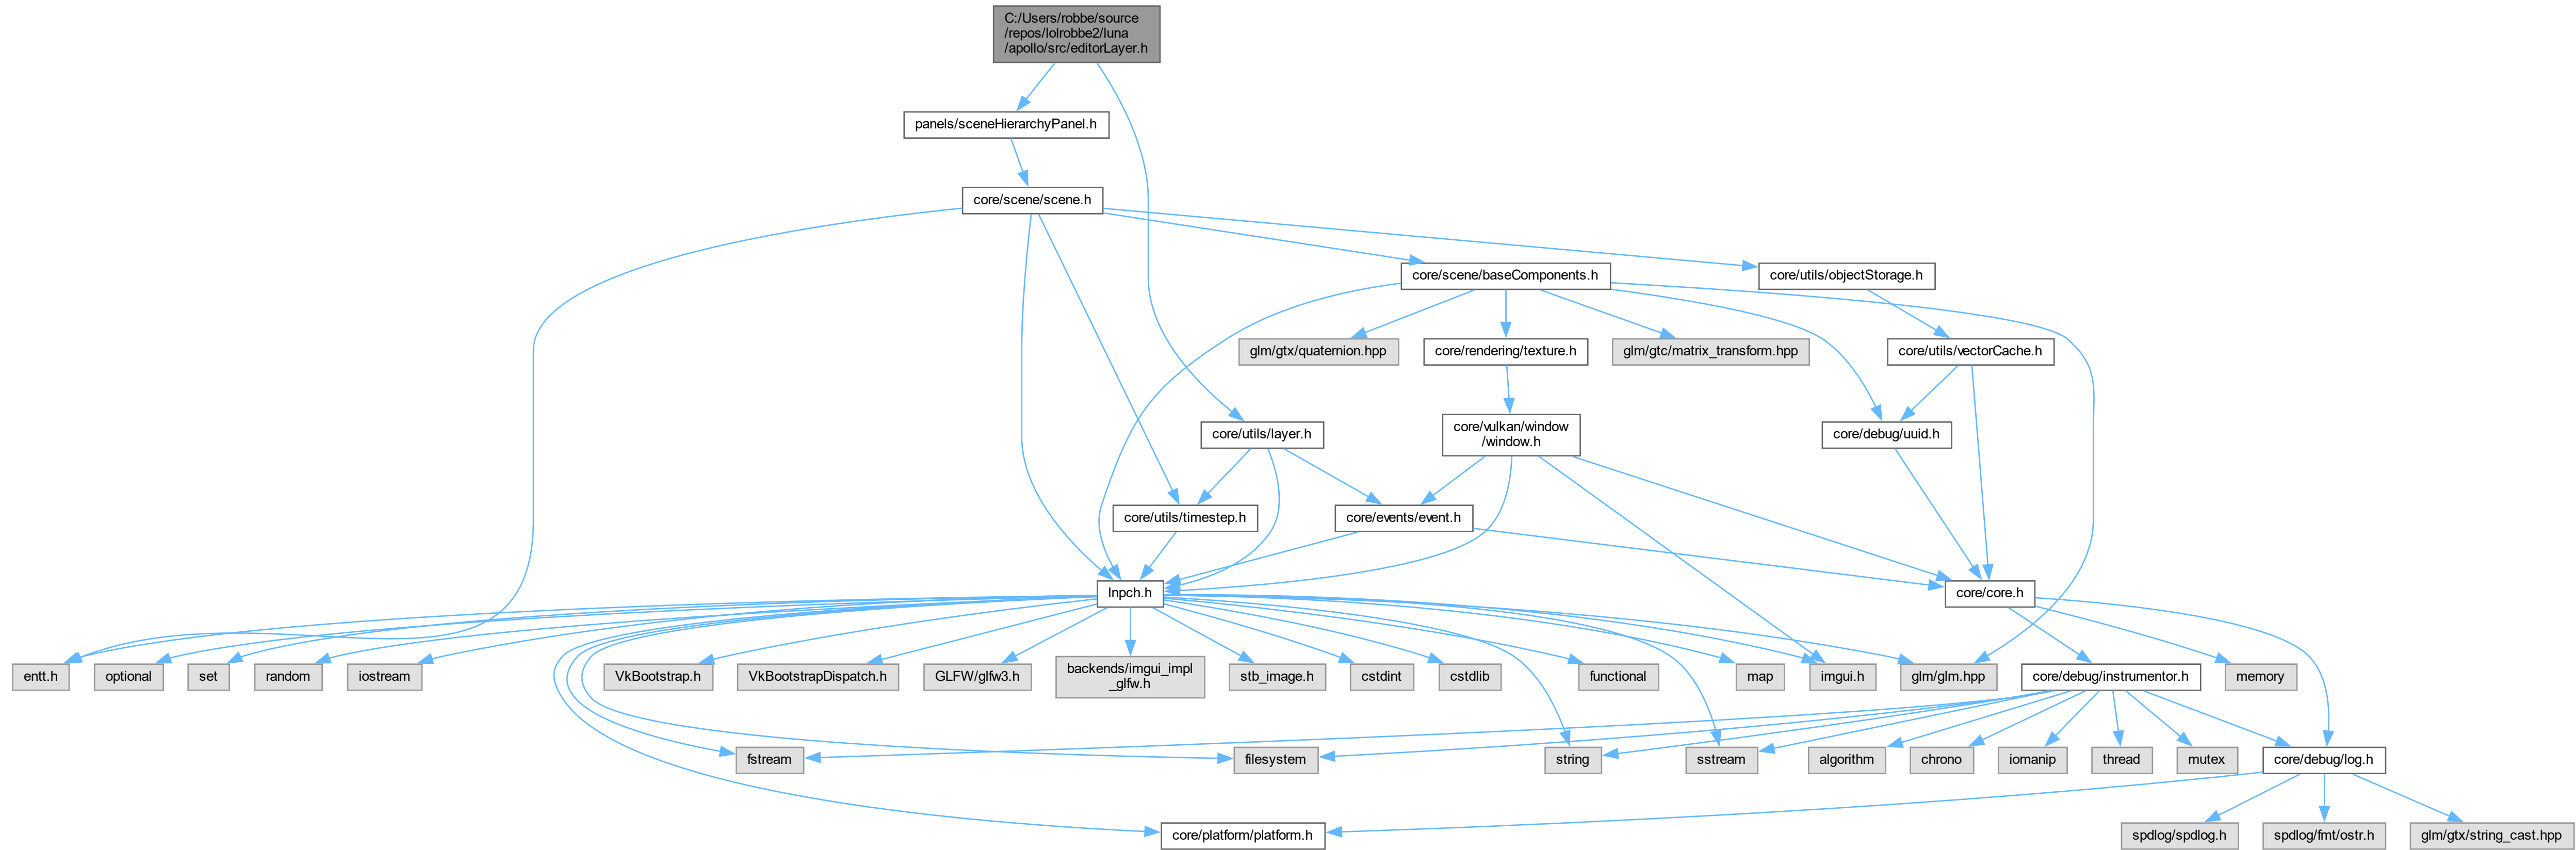 C:/Users/robbe/source
/repos/lolrobbe2/luna
/apollo/src/editorLayer.h
panels/sceneHierarchyPanel.h
core/scene/scene.h
core/scene/baseComponents.h
core/utils/objectStorage.h
glm/gtx/quaternion.hpp
core/rendering/texture.h
glm/gtc/matrix_transform.hpp
core/utils/vectorCache.h
core/utils/layer.h
core/vulkan/window
/window.h
core/debug/uuid.h
core/utils/timestep.h
core/events/event.h
lnpch.h
core/core.h
entt.h
optional
set
random
iostream
VkBootstrap.h
VkBootstrapDispatch.h
GLFW/glfw3.h
backends/imgui_impl
_glfw.h
stb_image.h
cstdint
cstdlib
functional
map
imgui.h
glm/glm.hpp
core/debug/instrumentor.h
memory
fstream
filesystem
string
sstream
algorithm
chrono
iomanip
thread
mutex
core/debug/log.h
core/platform/platform.h
spdlog/spdlog.h
spdlog/fmt/ostr.h
glm/gtx/string_cast.hpp